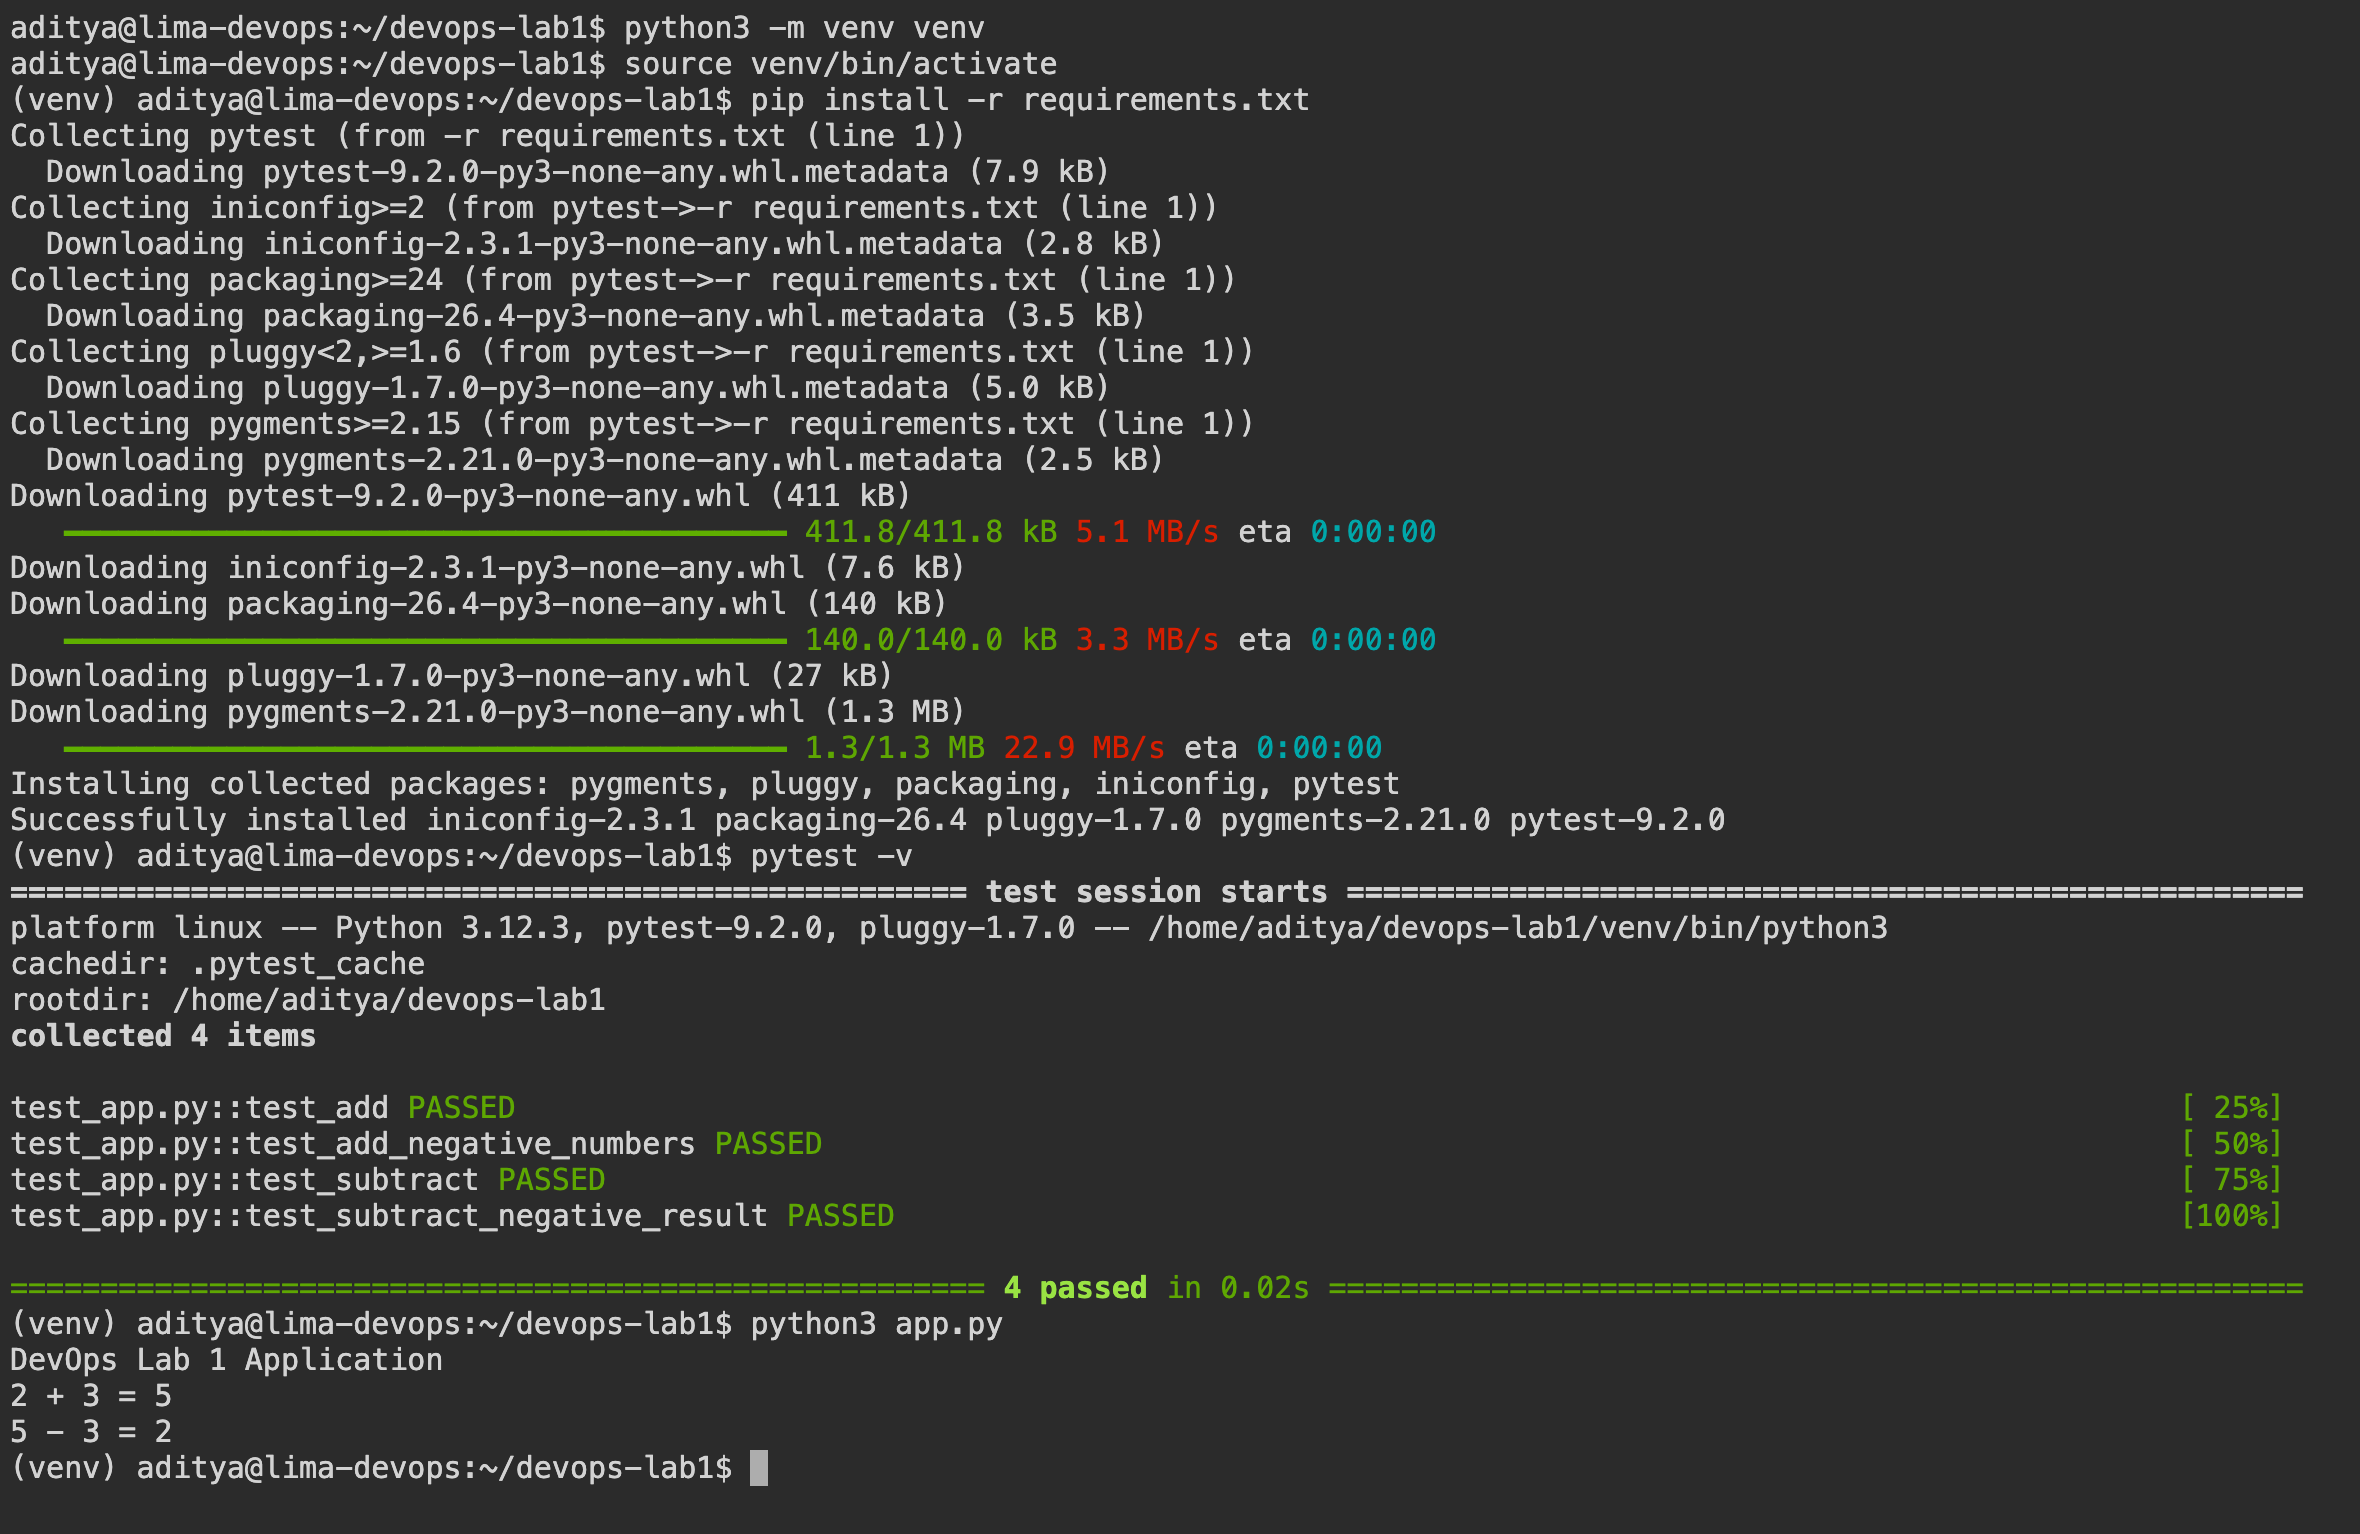 aditya@lima-devops:~/devops-lab1$ python3 -m venv venv
aditya@lima-devops:~/devops-lab1$ source venv/bin/activate
(venv) aditya@lima-devops:~/devops-lab1$ pip install -r requirements.txt
Collecting pytest (from -r requirements.txt (line 1))
  Downloading pytest-9.2.0-py3-none-any.whl.metadata (7.9 kB)
Collecting iniconfig>=2 (from pytest->-r requirements.txt (line 1))
  Downloading iniconfig-2.3.1-py3-none-any.whl.metadata (2.8 kB)
Collecting packaging>=24 (from pytest->-r requirements.txt (line 1))
  Downloading packaging-26.4-py3-none-any.whl.metadata (3.5 kB)
Collecting pluggy<2,>=1.6 (from pytest->-r requirements.txt (line 1))
  Downloading pluggy-1.7.0-py3-none-any.whl.metadata (5.0 kB)
Collecting pygments>=2.15 (from pytest->-r requirements.txt (line 1))
  Downloading pygments-2.21.0-py3-none-any.whl.metadata (2.5 kB)
Downloading pytest-9.2.0-py3-none-any.whl (411 kB)
   ━━━━━━━━━━━━━━━━━━━━━━━━━━━━━━━━━━━━━━━━ 411.8/411.8 kB 5.1 MB/s eta 0:00:00
Downloading iniconfig-2.3.1-py3-none-any.whl (7.6 kB)
Downloading packaging-26.4-py3-none-any.whl (140 kB)
   ━━━━━━━━━━━━━━━━━━━━━━━━━━━━━━━━━━━━━━━━ 140.0/140.0 kB 3.3 MB/s eta 0:00:00
Downloading pluggy-1.7.0-py3-none-any.whl (27 kB)
Downloading pygments-2.21.0-py3-none-any.whl (1.3 MB)
   ━━━━━━━━━━━━━━━━━━━━━━━━━━━━━━━━━━━━━━━━ 1.3/1.3 MB 22.9 MB/s eta 0:00:00
Installing collected packages: pygments, pluggy, packaging, iniconfig, pytest
Successfully installed iniconfig-2.3.1 packaging-26.4 pluggy-1.7.0 pygments-2.21.0 pytest-9.2.0
(venv) aditya@lima-devops:~/devops-lab1$ pytest -v
===================================================== test session starts =====================================================
platform linux -- Python 3.12.3, pytest-9.2.0, pluggy-1.7.0 -- /home/aditya/devops-lab1/venv/bin/python3
cachedir: .pytest_cache
rootdir: /home/aditya/devops-lab1
collected 4 items

test_app.py::test_add PASSED [ 25%]
test_app.py::test_add_negative_numbers PASSED [ 50%]
test_app.py::test_subtract PASSED [ 75%]
test_app.py::test_subtract_negative_result PASSED [100%]

====================================================== 4 passed in 0.02s ======================================================
(venv) aditya@lima-devops:~/devops-lab1$ python3 app.py
DevOps Lab 1 Application
2 + 3 = 5
5 - 3 = 2
(venv) aditya@lima-devops:~/devops-lab1$